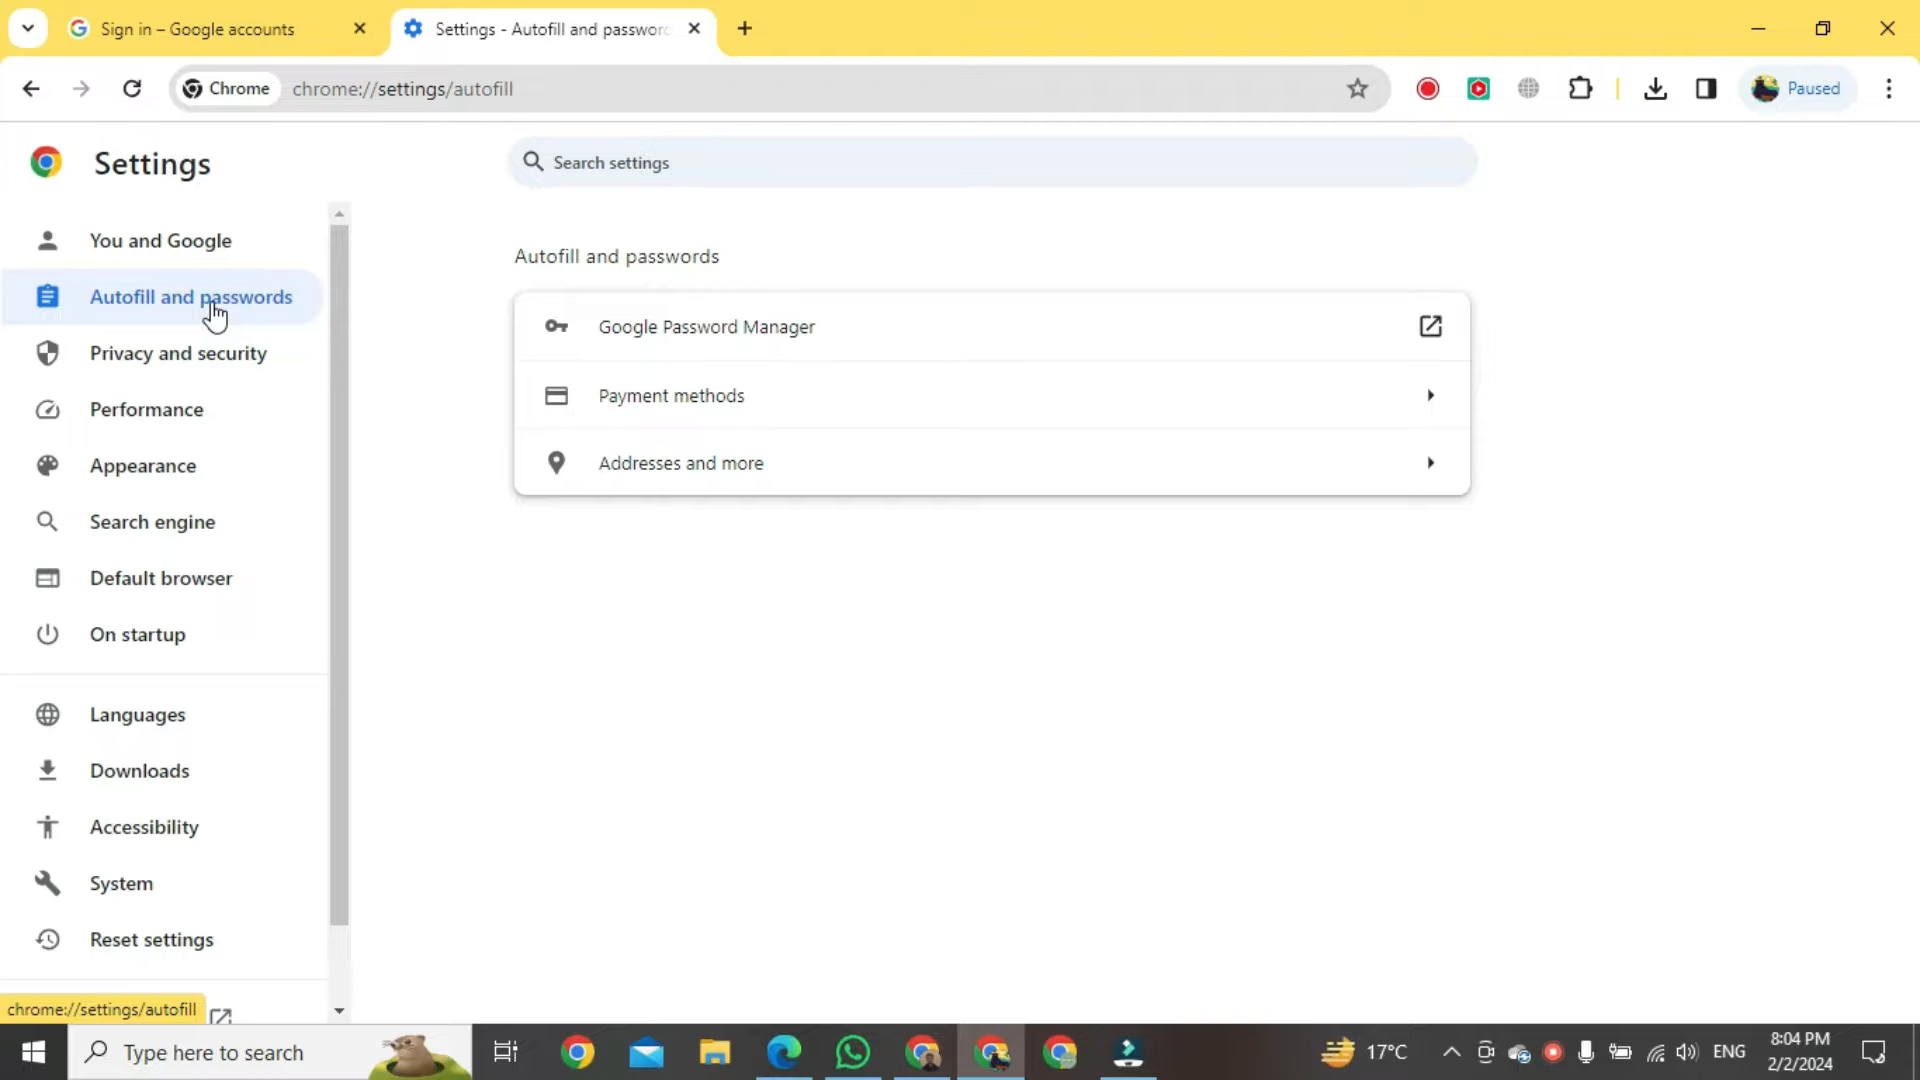 Sign in – Google accounts
Settings - Autofill and passwor
Chrome
chrome://settings/autofill
Paused
Settings
Search settings
You and Google
Autofill and passwords
Privacy and security
Performance
Appearance
Search engine
Default browser
On startup
Languages
Downloads
Accessibility
System
Reset settings
Autofill and passwords
Google Password Manager
Payment methods
Addresses and more
chrome://settings/autofill
Type here to search
17°C
ENG
8:04 PM
2/2/2024